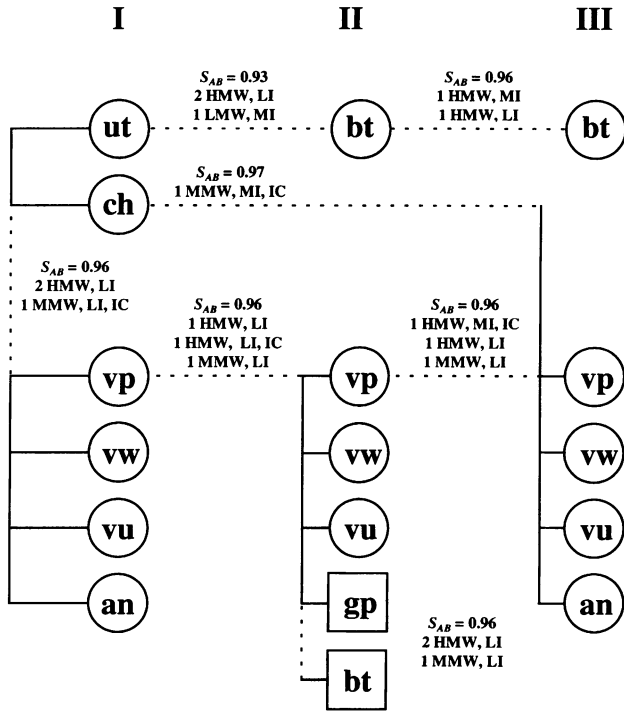 I II III
S_AB = 0.93
2 HMW, LI
1 LMW, MI
S_AB = 0.96
1 HMW, MI
1 HMW, LI
ut bt bt
S_AB = 0.97
1 MMW, MI, IC
ch
S_AB = 0.96
2 HMW, LI
1 MMW, LI, IC
S_AB = 0.96
1 HMW, LI
1 HMW, LI, IC
1 MMW, LI
S_AB = 0.96
1 HMW, MI, IC
1 HMW, LI
1 MMW, LI
vp vp vp
vw vw vw
vu vu vu
an gp an
S_AB = 0.96
2 HMW, LI
1 MMW, LI
bt